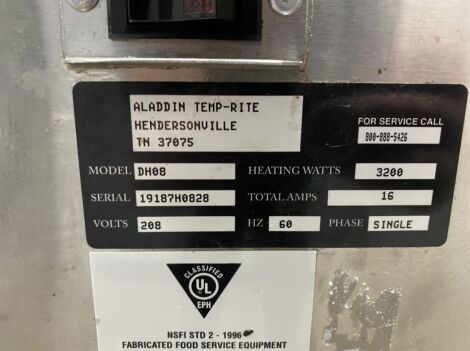 ALADDIN TEMP-RITE
HENDERSONVILLE
TN 37075
FOR SERVICE CALL
800-888-5426
MODEL DH08 HEATING WATTS 3200
SERIAL 19187H0828 TOTAL AMPS 16
VOLTS 208 HZ 60 PHASE SINGLE
CLASSIFIED
UL
EPH
NSFI STD 2 - 1996
FABRICATED FOOD SERVICE EQUIPMENT